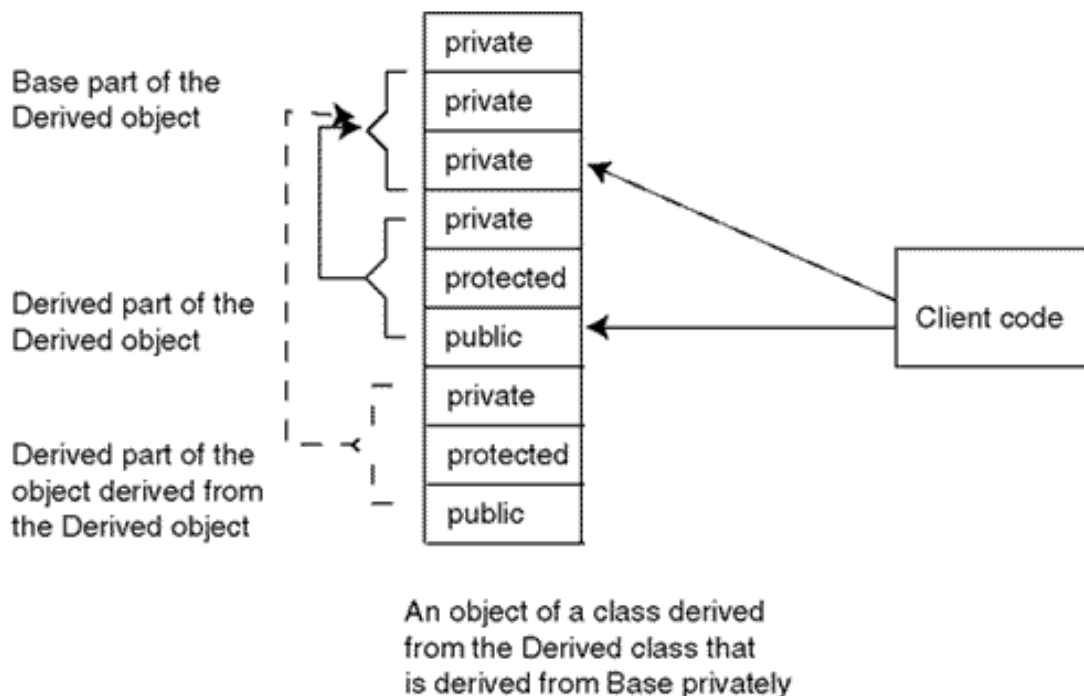 private
Base part of the
Derived object
private
private
private
protected
Derived part of the
Derived object
public
Client code
private
Derived part of the
object derived from
the Derived object
protected
public
An object of a class derived
from the Derived class that
is derived from Base privately